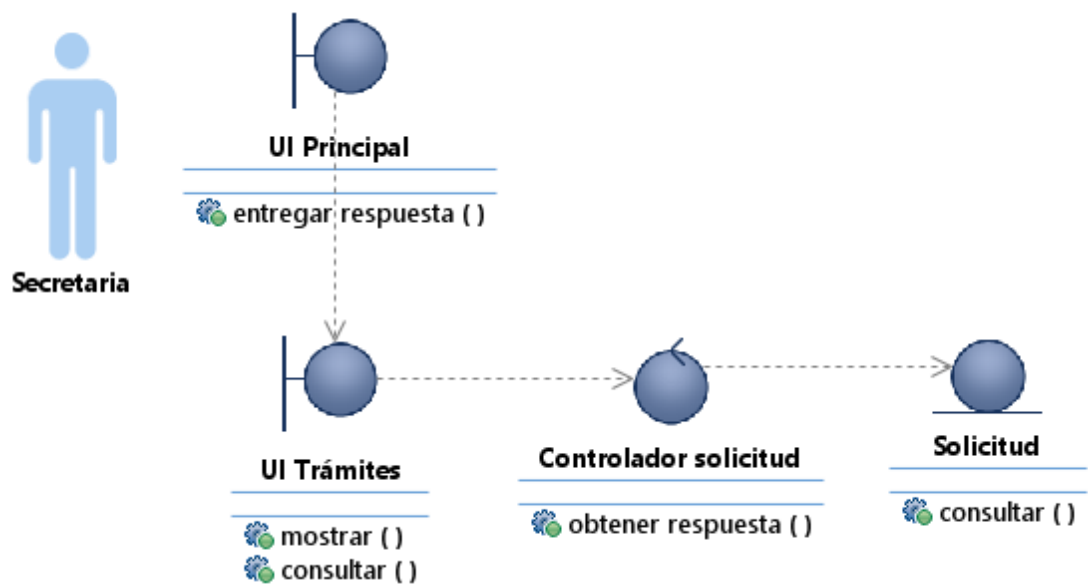 UI Principal
entregar respuesta ( )
Secretaria
UI Trámites
mostrar ( )
consultar ( )
Controlador solicitud
obtener respuesta ( )
Solicitud
consultar ( )